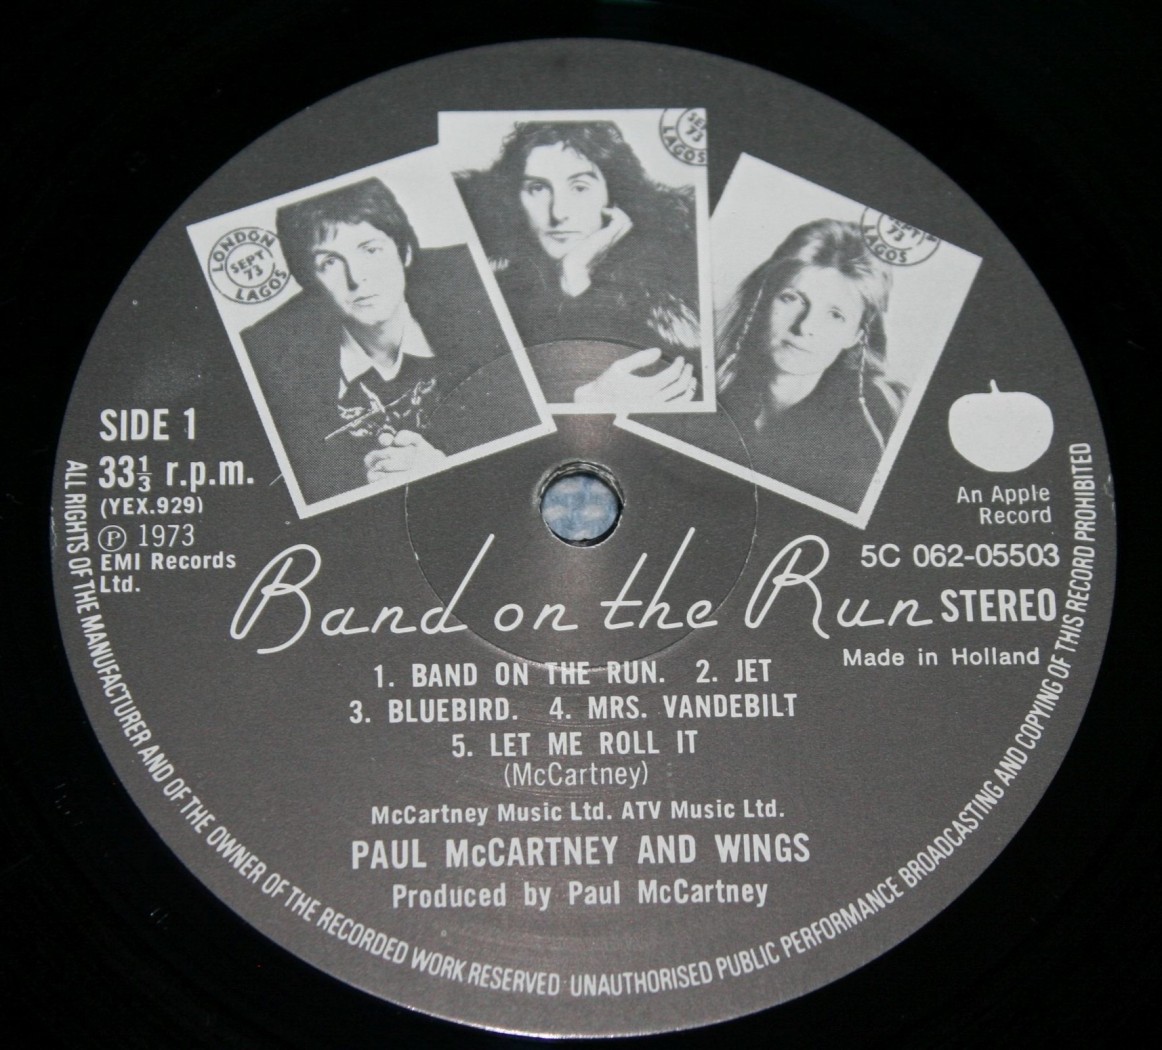 LONDON
SEPT
73
LAGOS
SE
73
LAGOS
SEPT
73
LAGOS
SIDE 1
33⅓ r.p.m.
(YEX.929)
℗ 1973
EMI Records
Ltd.
An Apple
Record
5C 062-05503
Band on the Run STEREO
Made in Holland
1. BAND ON THE RUN. 2. JET
3. BLUEBIRD. 4. MRS. VANDEBILT
5. LET ME ROLL IT
(McCartney)
McCartney Music Ltd. ATV Music Ltd.
PAUL McCARTNEY AND WINGS
Produced by Paul McCartney
ALL RIGHTS OF THE MANUFACTURER AND OF THE OWNER OF THE RECORDED WORK RESERVED · UNAUTHORISED PUBLIC PERFORMANCE BROADCASTING AND COPYING OF THIS RECORD PROHIBITED